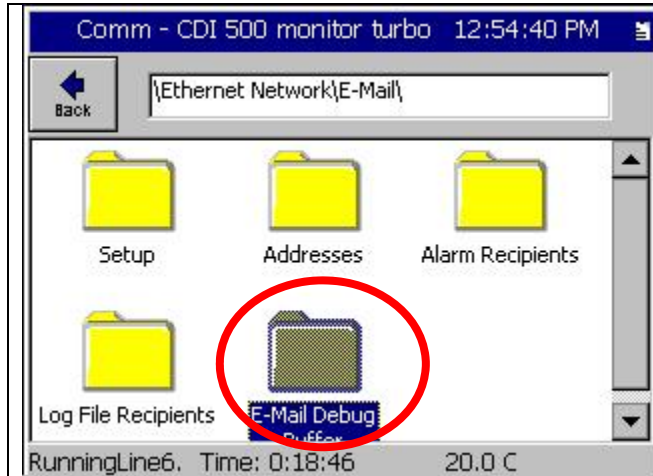 Comm - CDI 500 monitor turbo 12:54:40 PM
Back
\Ethernet Network\E-Mail\
Setup
Addresses
Alarm Recipients
Log File Recipients
E-Mail Debug
Buffer
RunningLine6. Time: 0:18:46 20.0 C